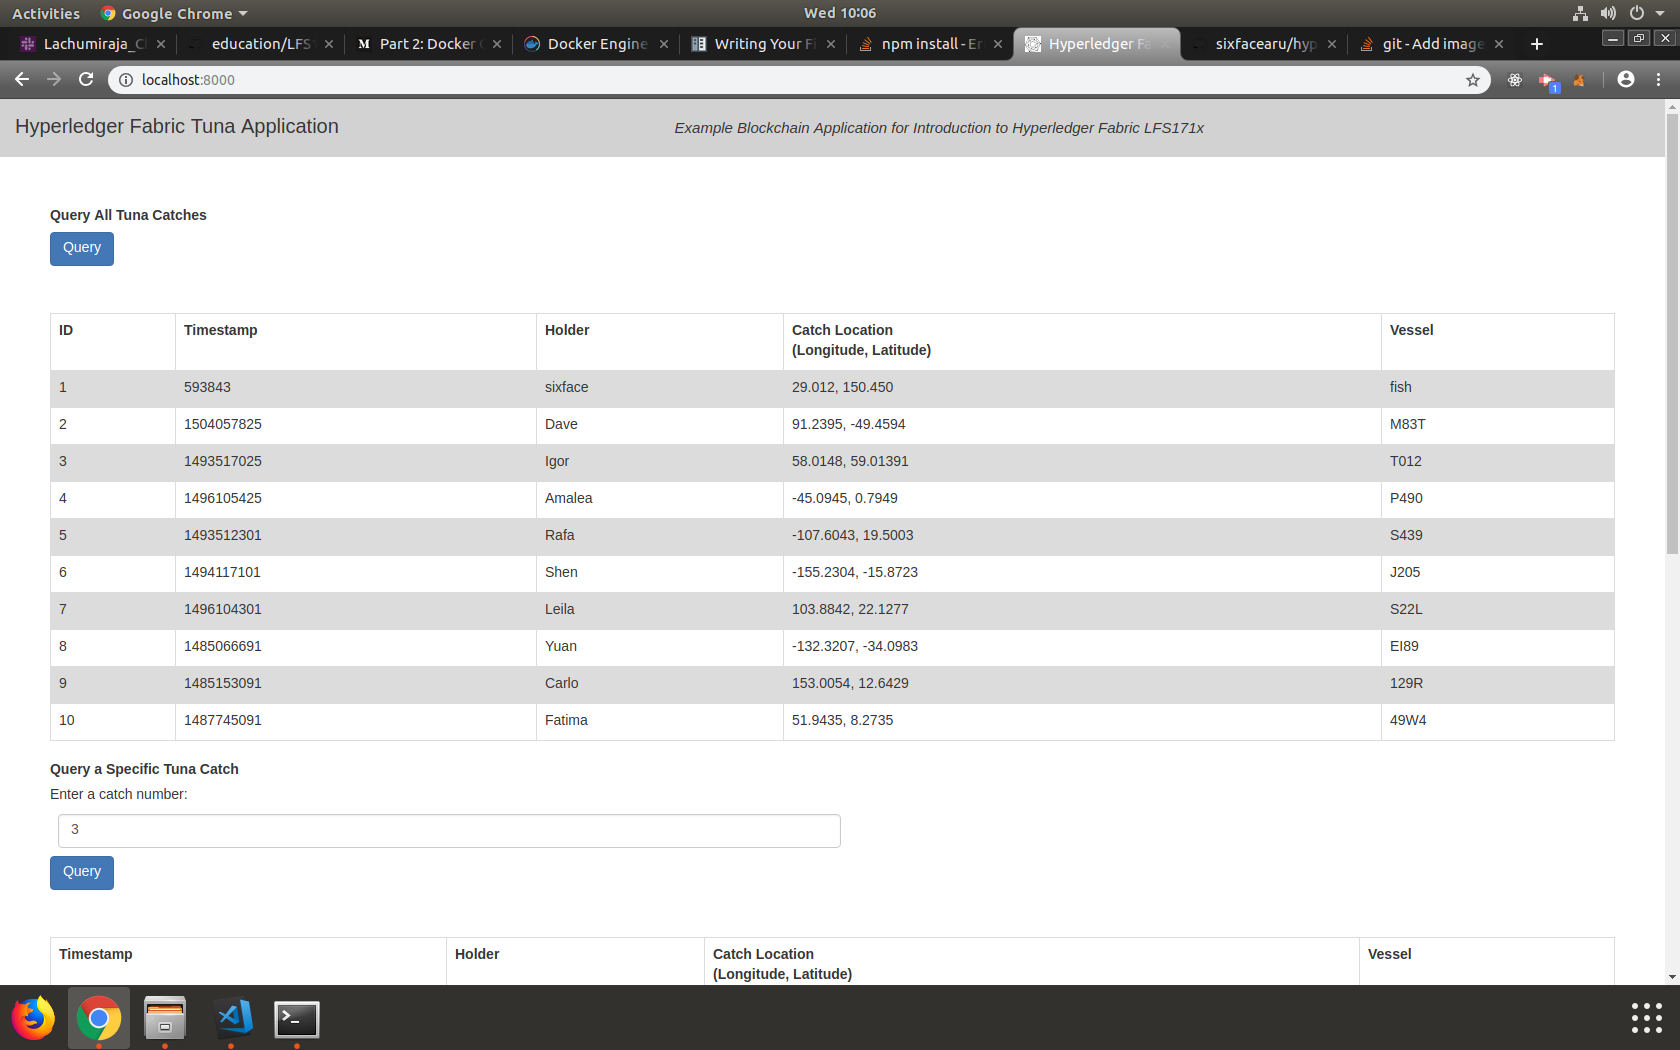 Activities Google Chrome Wed 10:06
Lachumiraja_C education/LFS Part 2: Docker Docker Engine Writing Your Fi npm install - Er Hyperledger Fa sixfacearu/hyp git - Add image
localhost:8000
1
Hyperledger Fabric Tuna Application Example Blockchain Application for Introduction to Hyperledger Fabric LFS171x
Query All Tuna Catches
Query
ID Timestamp Holder Catch Location Vessel
(Longitude, Latitude)
1 593843 sixface 29.012, 150.450 fish
2 1504057825 Dave 91.2395, -49.4594 M83T
3 1493517025 Igor 58.0148, 59.01391 T012
4 1496105425 Amalea -45.0945, 0.7949 P490
5 1493512301 Rafa -107.6043, 19.5003 S439
6 1494117101 Shen -155.2304, -15.8723 J205
7 1496104301 Leila 103.8842, 22.1277 S22L
8 1485066691 Yuan -132.3207, -34.0983 EI89
9 1485153091 Carlo 153.0054, 12.6429 129R
10 1487745091 Fatima 51.9435, 8.2735 49W4
Query a Specific Tuna Catch
Enter a catch number:
3
Query
Timestamp Holder Catch Location Vessel
(Longitude, Latitude)